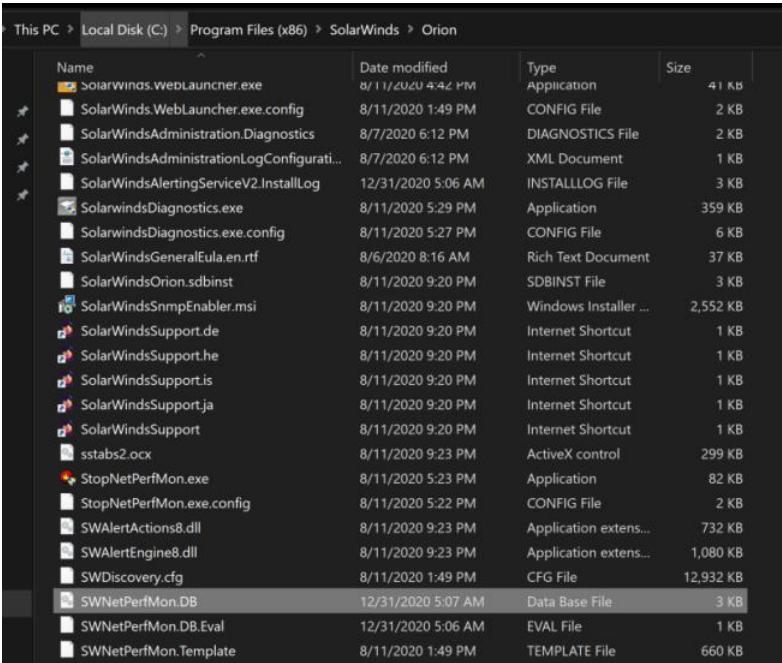 This PC > Local Disk (C:) > Program Files (x86) > SolarWinds > Orion
Name Date modified Type Size
SolarWinds.WebLauncher.exe 8/11/2020 4:42 PM Application 41 KB
SolarWinds.WebLauncher.exe.config 8/11/2020 1:49 PM CONFIG File 2 KB
SolarWindsAdministration.Diagnostics 8/7/2020 6:12 PM DIAGNOSTICS File 2 KB
SolarWindsAdministrationLogConfigurati... 8/7/2020 6:12 PM XML Document 1 KB
SolarWindsAlertingServiceV2.InstallLog 12/31/2020 5:06 AM INSTALLLOG File 3 KB
SolarwindsDiagnostics.exe 8/11/2020 5:29 PM Application 359 KB
SolarwindsDiagnostics.exe.config 8/11/2020 5:27 PM CONFIG File 6 KB
SolarWindsGeneralEula.en.rtf 8/6/2020 8:16 AM Rich Text Document 37 KB
SolarWindsOrion.sdbinst 8/11/2020 9:20 PM SDBINST File 3 KB
SolarWindsSnmpEnabler.msi 8/11/2020 9:20 PM Windows Installer ... 2,552 KB
SolarWindsSupport.de 8/11/2020 9:20 PM Internet Shortcut 1 KB
SolarWindsSupport.he 8/11/2020 9:20 PM Internet Shortcut 1 KB
SolarWindsSupport.is 8/11/2020 9:20 PM Internet Shortcut 1 KB
SolarWindsSupport.ja 8/11/2020 9:20 PM Internet Shortcut 1 KB
SolarWindsSupport 8/11/2020 9:20 PM Internet Shortcut 1 KB
sstabs2.ocx 8/11/2020 9:23 PM ActiveX control 299 KB
StopNetPerfMon.exe 8/11/2020 5:23 PM Application 82 KB
StopNetPerfMon.exe.config 8/11/2020 5:22 PM CONFIG File 2 KB
SWAlertActions8.dll 8/11/2020 9:23 PM Application extens... 732 KB
SWAlertEngine8.dll 8/11/2020 9:23 PM Application extens... 1,080 KB
SWDiscovery.cfg 8/11/2020 1:49 PM CFG File 12,932 KB
SWNetPerfMon.DB 12/31/2020 5:07 AM Data Base File 3 KB
SWNetPerfMon.DB.Eval 12/31/2020 5:06 AM EVAL File 1 KB
SWNetPerfMon.Template 8/11/2020 1:49 PM TEMPLATE File 660 KB